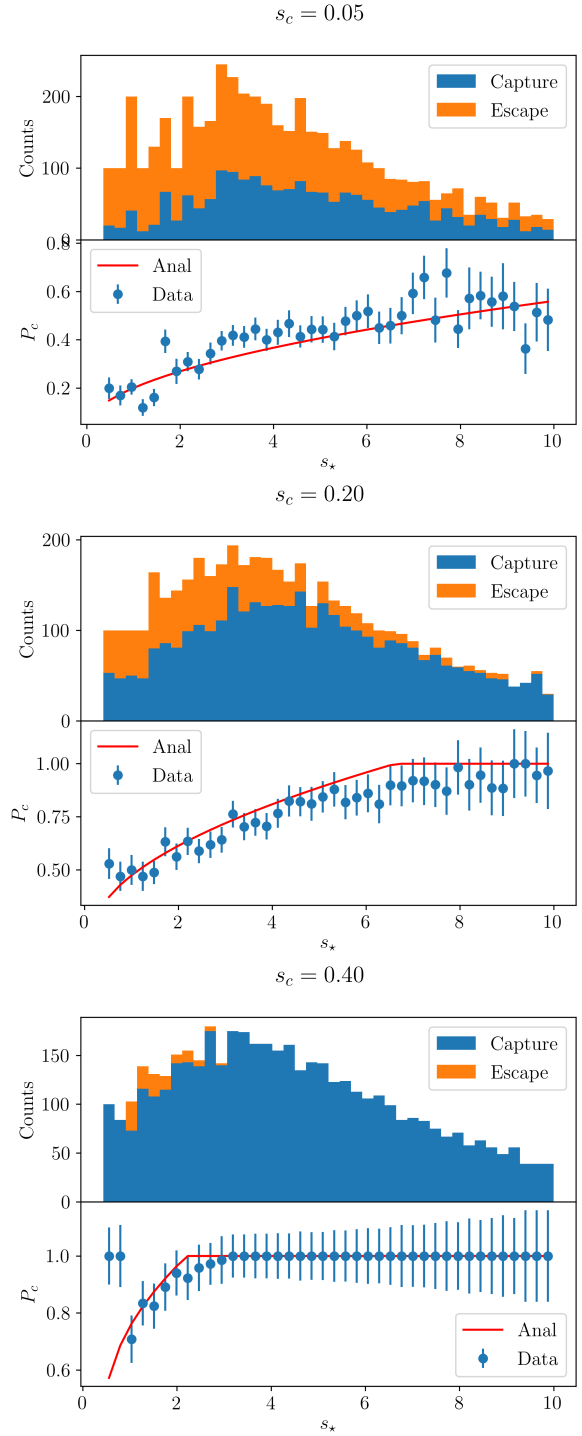 s_c = 0.05
200
100
0
Counts
Capture
Escape
0.8
0.6
0.4
0.2
P_c
Anal
Data
0 2 4 6 8 10
s_⋆
s_c = 0.20
200
100
0
Counts
Capture
Escape
1.00
0.75
0.50
P_c
Anal
Data
0 2 4 6 8 10
s_⋆
s_c = 0.40
150
100
50
0
Counts
Capture
Escape
1.0
0.8
0.6
P_c
Anal
Data
0 2 4 6 8 10
s_⋆